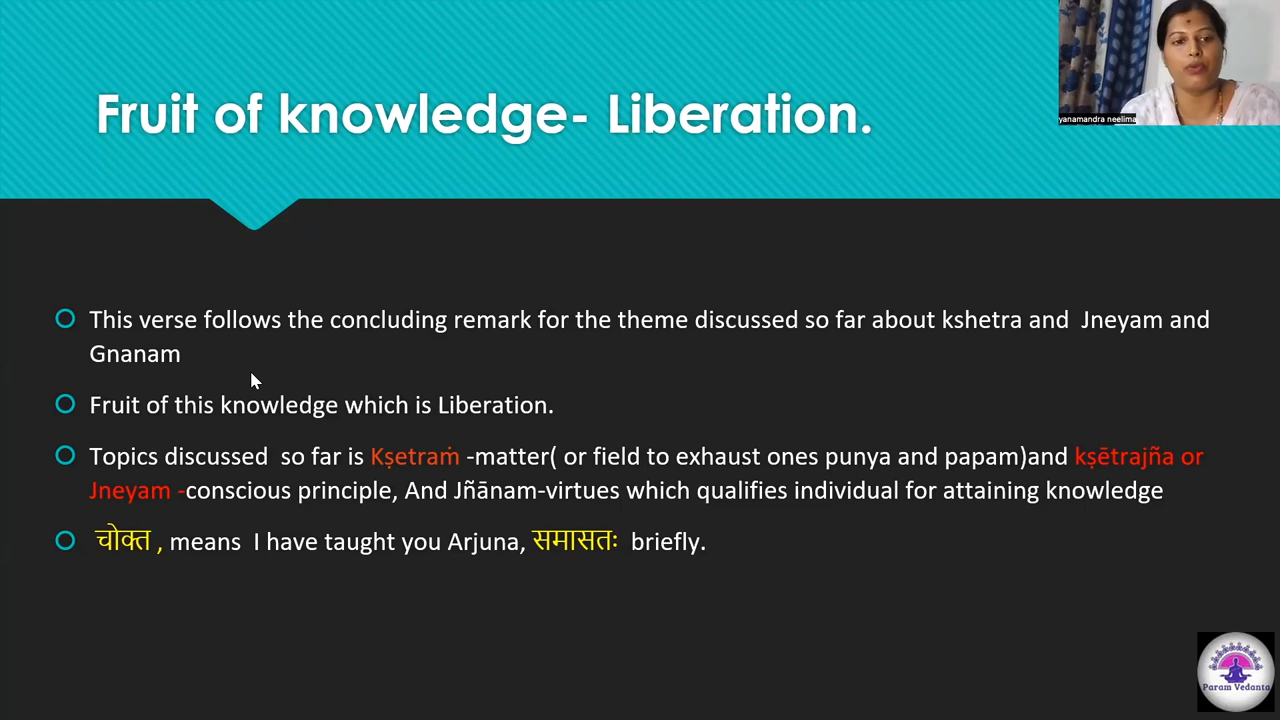 Fruit of knowledge- Liberation.
yanamandra neelima
This verse follows the concluding remark for the theme discussed so far about kshetra and Jneyam and
Gnanam
Fruit of this knowledge which is Liberation.
Topics discussed so far is Kṣetraṁ -matter( or field to exhaust ones punya and papam)and kṣētrajña or
Jneyam -conscious principle, And Jñānam-virtues which qualifies individual for attaining knowledge
चोक्त , means I have taught you Arjuna, समासतः briefly.
Param Vedanta